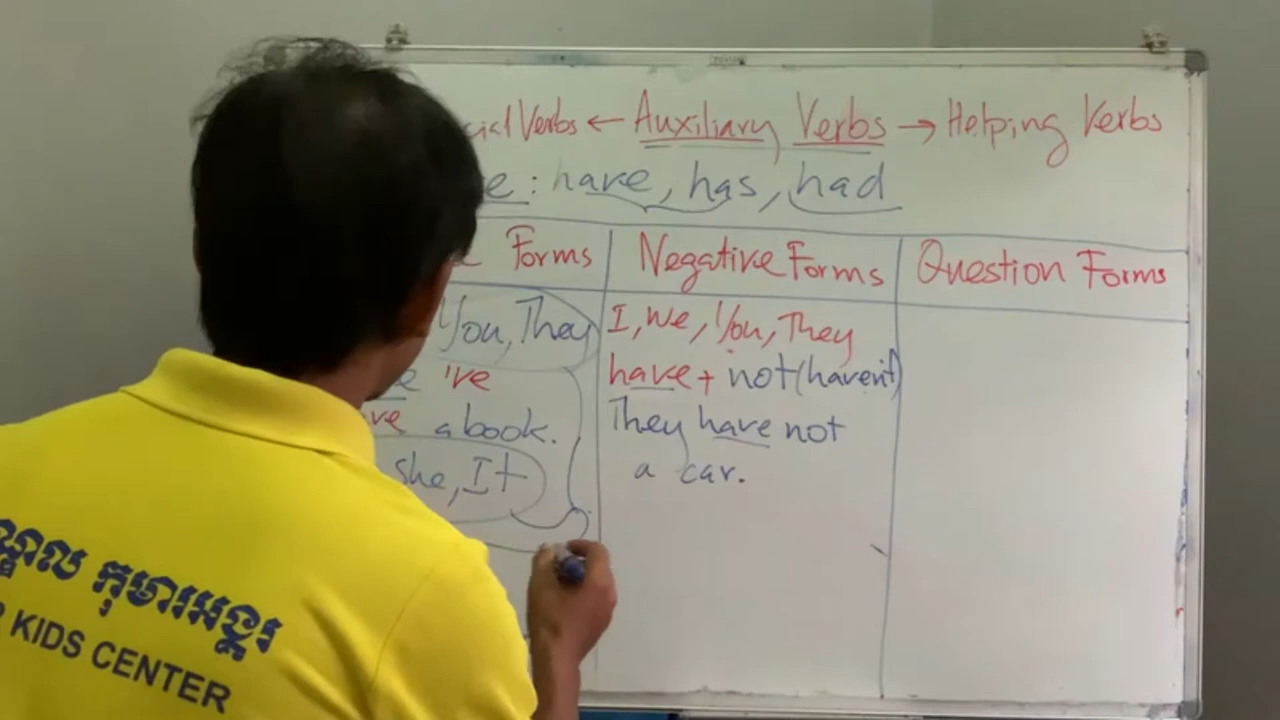 cial Verbs ← Auxiliary Verbs → Helping Verbs
e : have, has, had
Forms
Negative Forms
Question Forms
You, They
've
ve a book.
She, It
I, We, You, They
have + not (haven't)
They have not
a car.
កុមារអង្គរ
KIDS CENTER